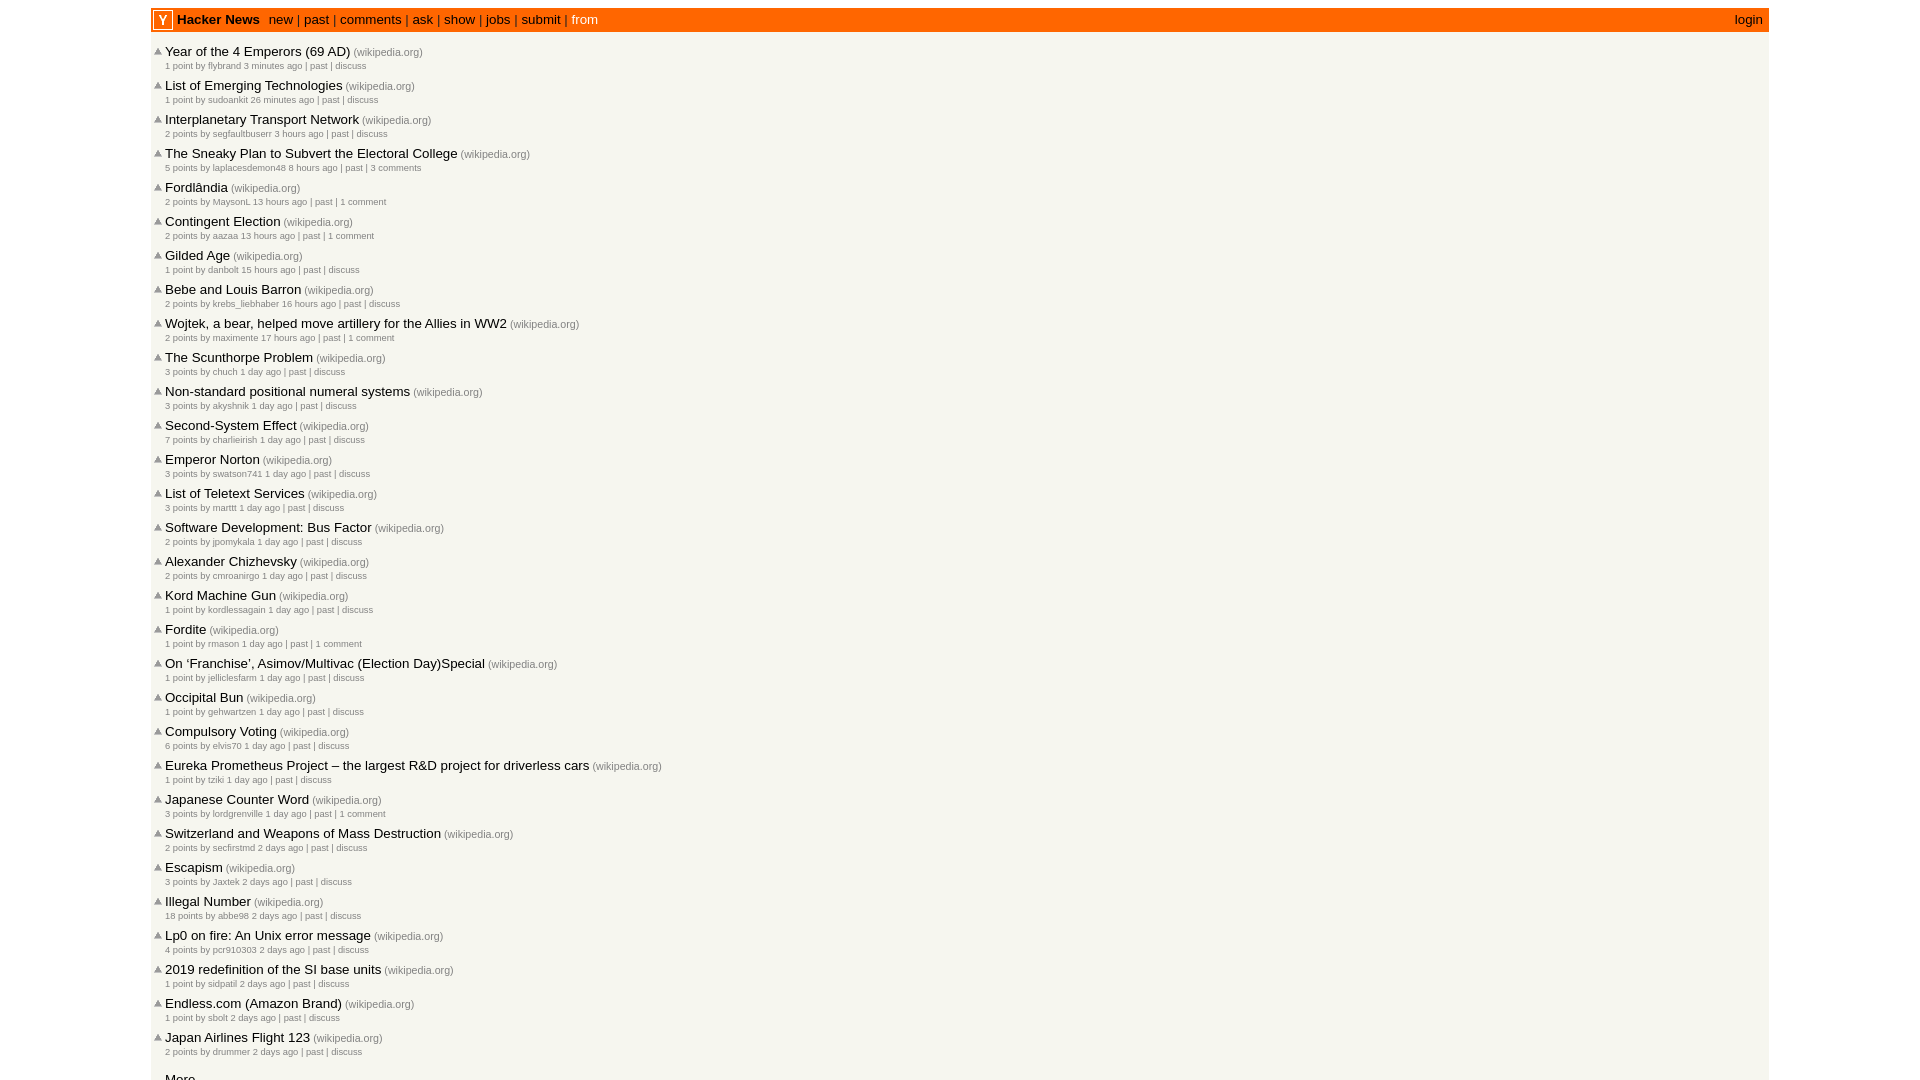 Y Hacker News new | past | comments | ask | show | jobs | submit | from login
Year of the 4 Emperors (69 AD) (wikipedia.org)
1 point by flybrand 3 minutes ago | past | discuss
List of Emerging Technologies (wikipedia.org)
1 point by sudoankit 26 minutes ago | past | discuss
Interplanetary Transport Network (wikipedia.org)
2 points by segfaultbuserr 3 hours ago | past | discuss
The Sneaky Plan to Subvert the Electoral College (wikipedia.org)
5 points by laplacesdemon48 8 hours ago | past | 3 comments
Fordlândia (wikipedia.org)
2 points by MaysonL 13 hours ago | past | 1 comment
Contingent Election (wikipedia.org)
2 points by aazaa 13 hours ago | past | 1 comment
Gilded Age (wikipedia.org)
1 point by danbolt 15 hours ago | past | discuss
Bebe and Louis Barron (wikipedia.org)
2 points by krebs_liebhaber 16 hours ago | past | discuss
Wojtek, a bear, helped move artillery for the Allies in WW2 (wikipedia.org)
2 points by maximente 17 hours ago | past | 1 comment
The Scunthorpe Problem (wikipedia.org)
3 points by chuch 1 day ago | past | discuss
Non-standard positional numeral systems (wikipedia.org)
3 points by akyshnik 1 day ago | past | discuss
Second-System Effect (wikipedia.org)
7 points by charlieirish 1 day ago | past | discuss
Emperor Norton (wikipedia.org)
3 points by swatson741 1 day ago | past | discuss
List of Teletext Services (wikipedia.org)
3 points by marttt 1 day ago | past | discuss
Software Development: Bus Factor (wikipedia.org)
2 points by jpomykala 1 day ago | past | discuss
Alexander Chizhevsky (wikipedia.org)
2 points by cmroanirgo 1 day ago | past | discuss
Kord Machine Gun (wikipedia.org)
1 point by kordlessagain 1 day ago | past | discuss
Fordite (wikipedia.org)
1 point by rmason 1 day ago | past | 1 comment
On ‘Franchise’, Asimov/Multivac (Election Day)Special (wikipedia.org)
1 point by jelliclesfarm 1 day ago | past | discuss
Occipital Bun (wikipedia.org)
1 point by gehwartzen 1 day ago | past | discuss
Compulsory Voting (wikipedia.org)
6 points by elvis70 1 day ago | past | discuss
Eureka Prometheus Project – the largest R&D project for driverless cars (wikipedia.org)
1 point by tziki 1 day ago | past | discuss
Japanese Counter Word (wikipedia.org)
3 points by lordgrenville 1 day ago | past | 1 comment
Switzerland and Weapons of Mass Destruction (wikipedia.org)
2 points by secfirstmd 2 days ago | past | discuss
Escapism (wikipedia.org)
3 points by Jaxtek 2 days ago | past | discuss
Illegal Number (wikipedia.org)
18 points by abbe98 2 days ago | past | discuss
Lp0 on fire: An Unix error message (wikipedia.org)
4 points by pcr910303 2 days ago | past | discuss
2019 redefinition of the SI base units (wikipedia.org)
1 point by sidpatil 2 days ago | past | discuss
Endless.com (Amazon Brand) (wikipedia.org)
1 point by sbolt 2 days ago | past | discuss
Japan Airlines Flight 123 (wikipedia.org)
2 points by drummer 2 days ago | past | discuss
More